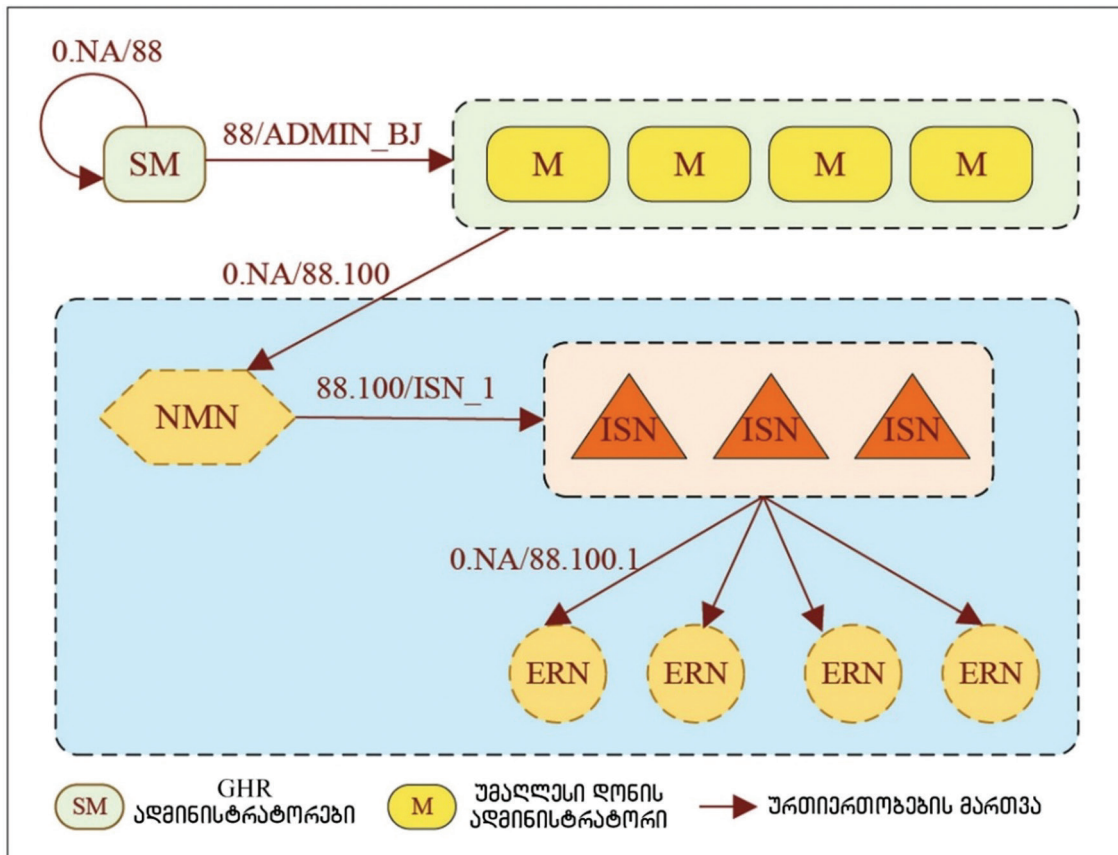 0.NA/88
SM
88/ADMIN_BJ
M M M M
0.NA/88.100
NMN
88.100/ISN_1
ISN ISN ISN
0.NA/88.100.1
ERN ERN ERN ERN
SM
GHR
ადმინისტრატორები
M
უმაღლესი დონის
ადმინისტრატორი
ურთიერთობების მართვა